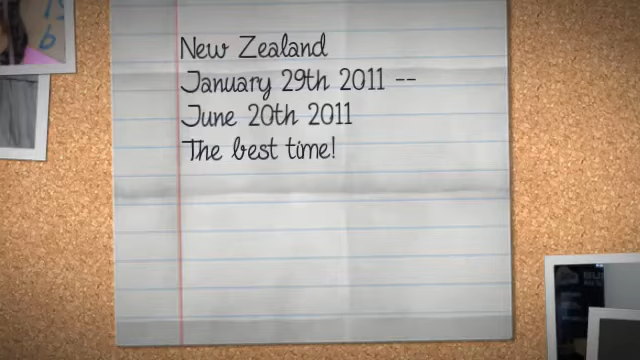 New Zealand
January 29th 2011 --
June 20th 2011
The best time!